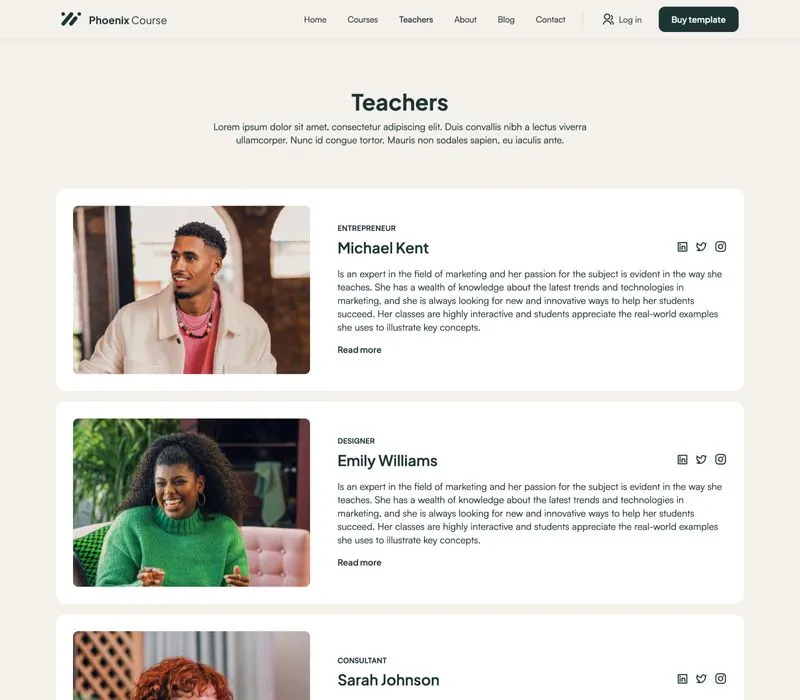 Phoenix Course
Home Courses Teachers About Blog Contact Log in Buy template
Teachers
Lorem ipsum dolor sit amet, consectetur adipiscing elit. Duis convallis nibh a lectus viverra
ullamcorper. Nunc id congue tortor. Mauris non sodales sapien, eu iaculis ante.
ENTREPRENEUR
Michael Kent
Is an expert in the field of marketing and her passion for the subject is evident in the way she
teaches. She has a wealth of knowledge about the latest trends and technologies in
marketing, and she is always looking for new and innovative ways to help her students
succeed. Her classes are highly interactive and students appreciate the real-world examples
she uses to illustrate key concepts.
Read more
DESIGNER
Emily Williams
Is an expert in the field of marketing and her passion for the subject is evident in the way she
teaches. She has a wealth of knowledge about the latest trends and technologies in
marketing, and she is always looking for new and innovative ways to help her students
succeed. Her classes are highly interactive and students appreciate the real-world examples
she uses to illustrate key concepts.
Read more
CONSULTANT
Sarah Johnson